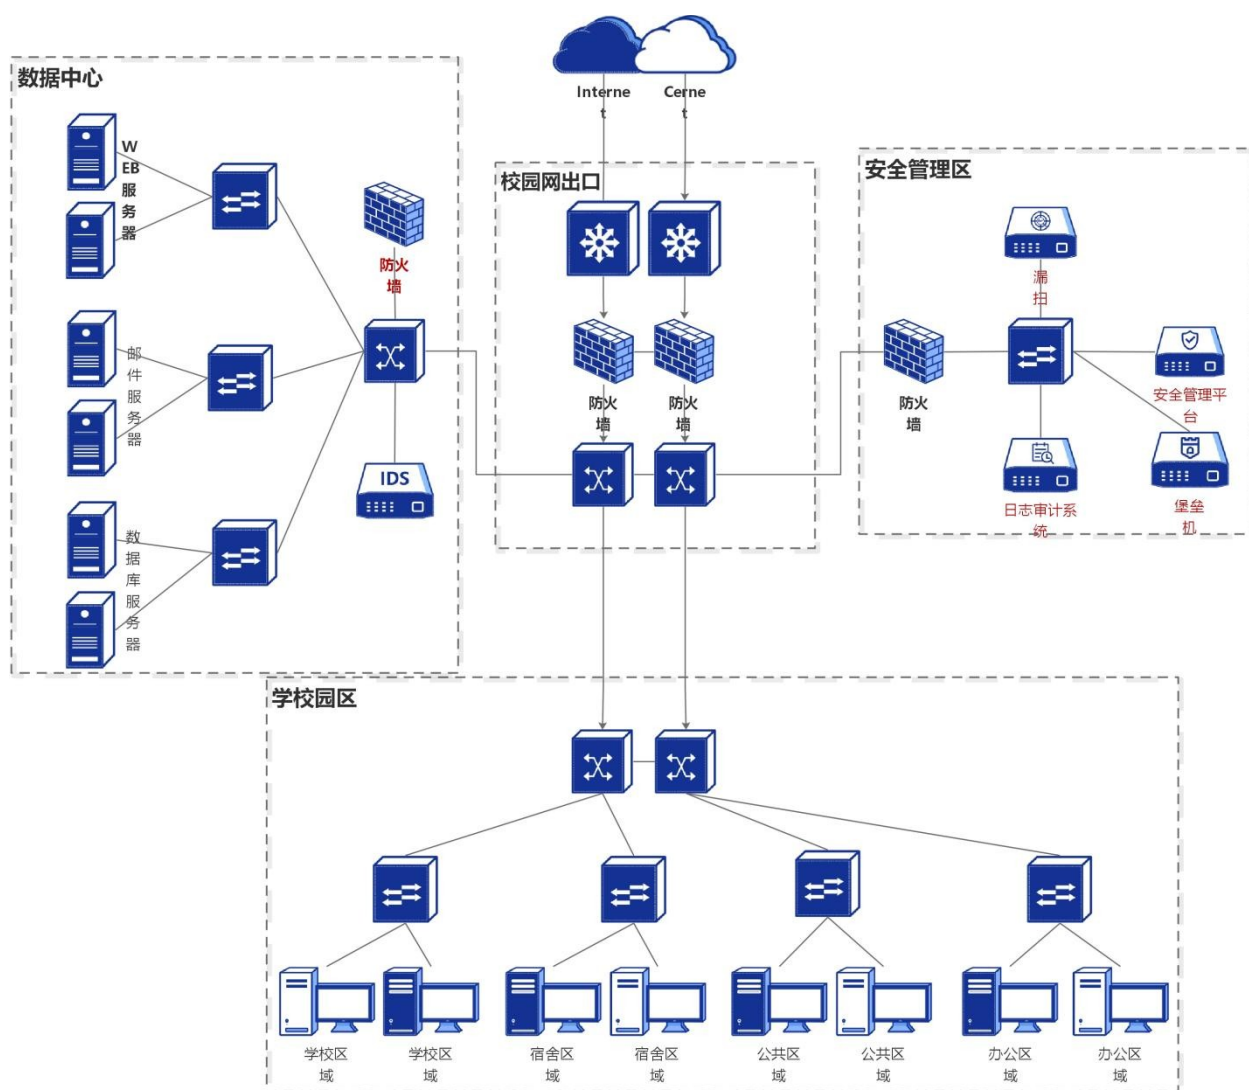 Interne
t
Cerne
t
数据中心
W
EB
服
务
器
防火
墙
邮
件
服
务
器
IDS
数
据
库
服
务
器
校园网出口
防火
墙
防火
墙
安全管理区
漏
扫
防火
墙
安全管理平
台
日志审计系
统
堡垒
机
学校园区
学校区
域
学校区
域
宿舍区
域
宿舍区
域
公共区
域
公共区
域
办公区
域
办公区
域